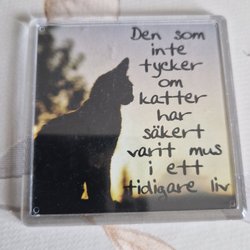 Den som
inte
tycker
om
katter
har
säkert
varit mus
i ett
tidigare liv